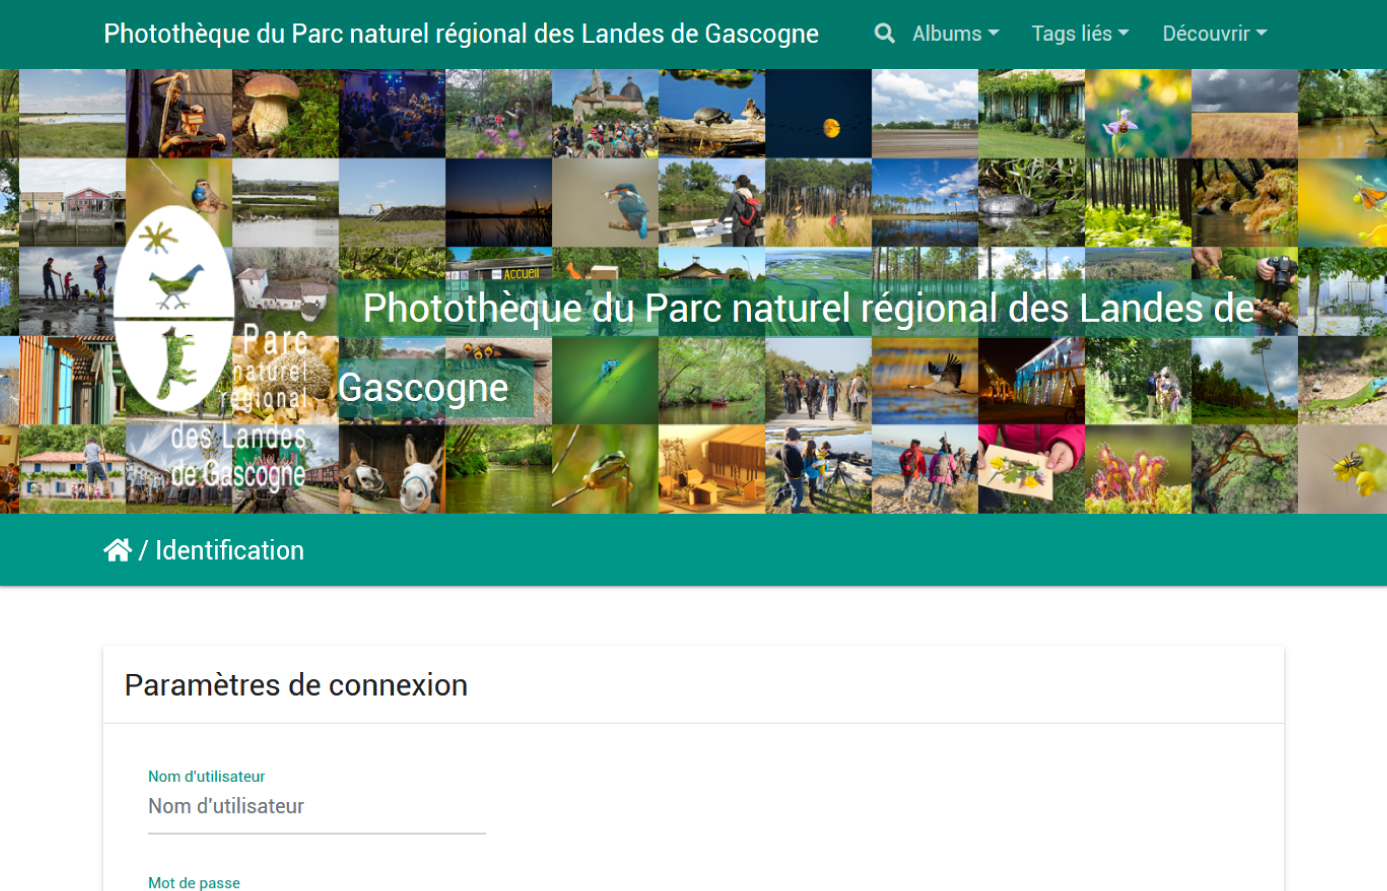 Photothèque du Parc naturel régional des Landes de Gascogne
Albums
Tags liés
Découvrir
ACCUEIL
Photothèque du Parc naturel régional des Landes de
Gascogne
Parc
naturel
régional
des Landes
de Gascogne
/ Identification
Paramètres de connexion
Nom d'utilisateur
Nom d'utilisateur
Mot de passe